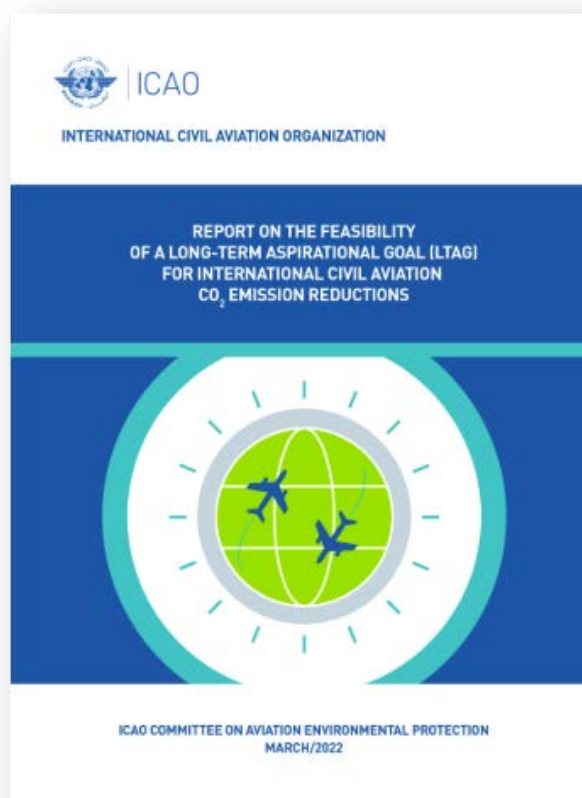 ICAO
INTERNATIONAL CIVIL AVIATION ORGANIZATION
REPORT ON THE FEASIBILITY
OF A LONG-TERM ASPIRATIONAL GOAL (LTAG)
FOR INTERNATIONAL CIVIL AVIATION
CO₂ EMISSION REDUCTIONS
ICAO COMMITTEE ON AVIATION ENVIRONMENTAL PROTECTION
MARCH/2022